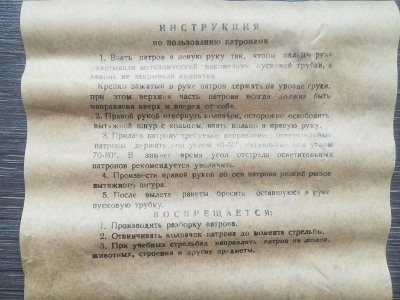 ИНСТРУКЦИЯ
по пользованию патронами
1. Взять патрон в левую руку так, чтобы пальцы руки
охватывали металлический наконечник пусковой трубки, а
ладонь не закрывала колпачка.
Крепко зажатый в руке патрон держать на уровне груди,
при этом верхняя часть патрона всегда должна быть
направлена вверх и вперед от себя.
2. Правой рукой отвернуть колпачок, осторожно освободить
вытяжной шнур с кольцом, взять кольцо в правую руку.
3. Придать патрону требуемое направление осветительные
патроны держать под углом 40-50°, сигнальные под углом
70-80°. В зимнее время угол отстрела осветительных
патронов рекомендуется увеличить.
4. Произвести правой рукой по оси патрона резкий рывок
вытяжного шнура.
5. После вылета ракеты бросить оставшуюся в руке
пусковую трубку.
ВОСПРЕЩАЕТСЯ:
1. Производить разборку патрона.
2. Отвинчивать колпачок патрона до момента стрельбы.
3. При учебных стрельбах направлять патрон на людей,
животных, строения и другие предметы.